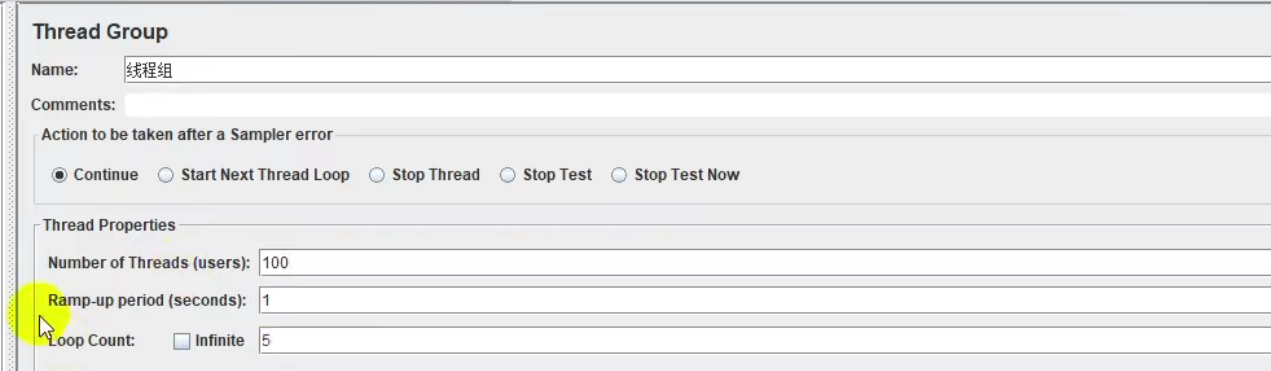 Thread Group
Name: 线程组
Comments:
Action to be taken after a Sampler error
Continue Start Next Thread Loop Stop Thread Stop Test Stop Test Now
Thread Properties
Number of Threads (users): 100
Ramp-up period (seconds): 1
Loop Count: Infinite 5